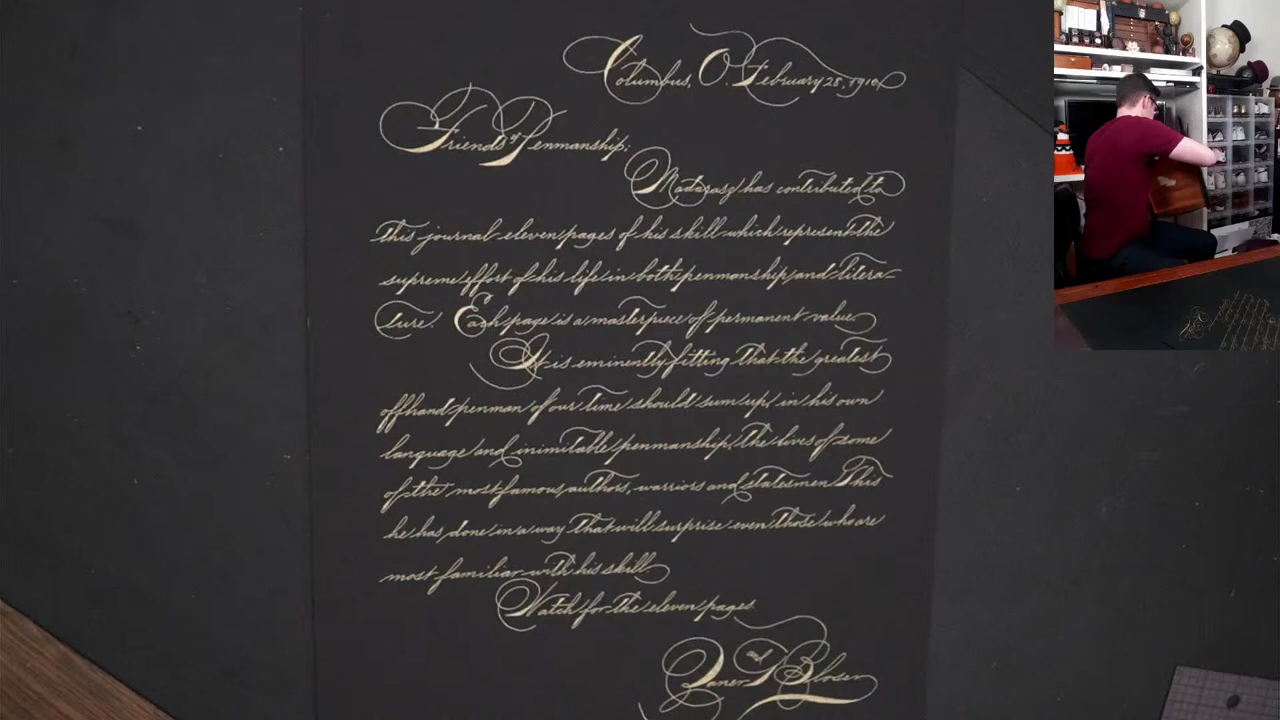 Columbus, O. February 28, 1910.
Friends of Penmanship:
Madarasz has contributed to
this journal eleven pages of his skill which represent the
supreme effort of his life in both penmanship and litera-
ture. Each page is a masterpiece of permanent value.
It is eminently fitting that the greatest
offhand penman of our time should sum up, in his own
language and inimitable penmanship, the lives of some
of the most famous authors, warriors and statesmen. This
he has done in a way that will surprise even those who are
most familiar with his skill.
Watch for the eleven pages.
Zaner and Bloser